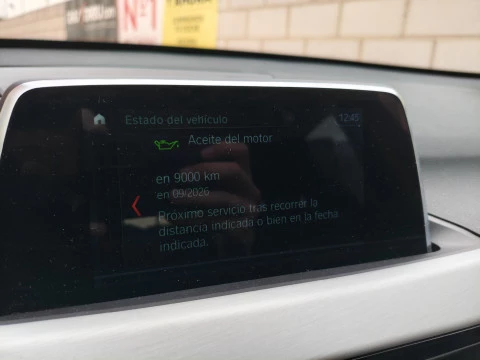 Nº1
Estado del vehículo
12:45
Aceite del motor
en 9000 km
en 09/2026
Próximo servicio tras recorrer la
distancia indicada o bien en la fecha
indicada.